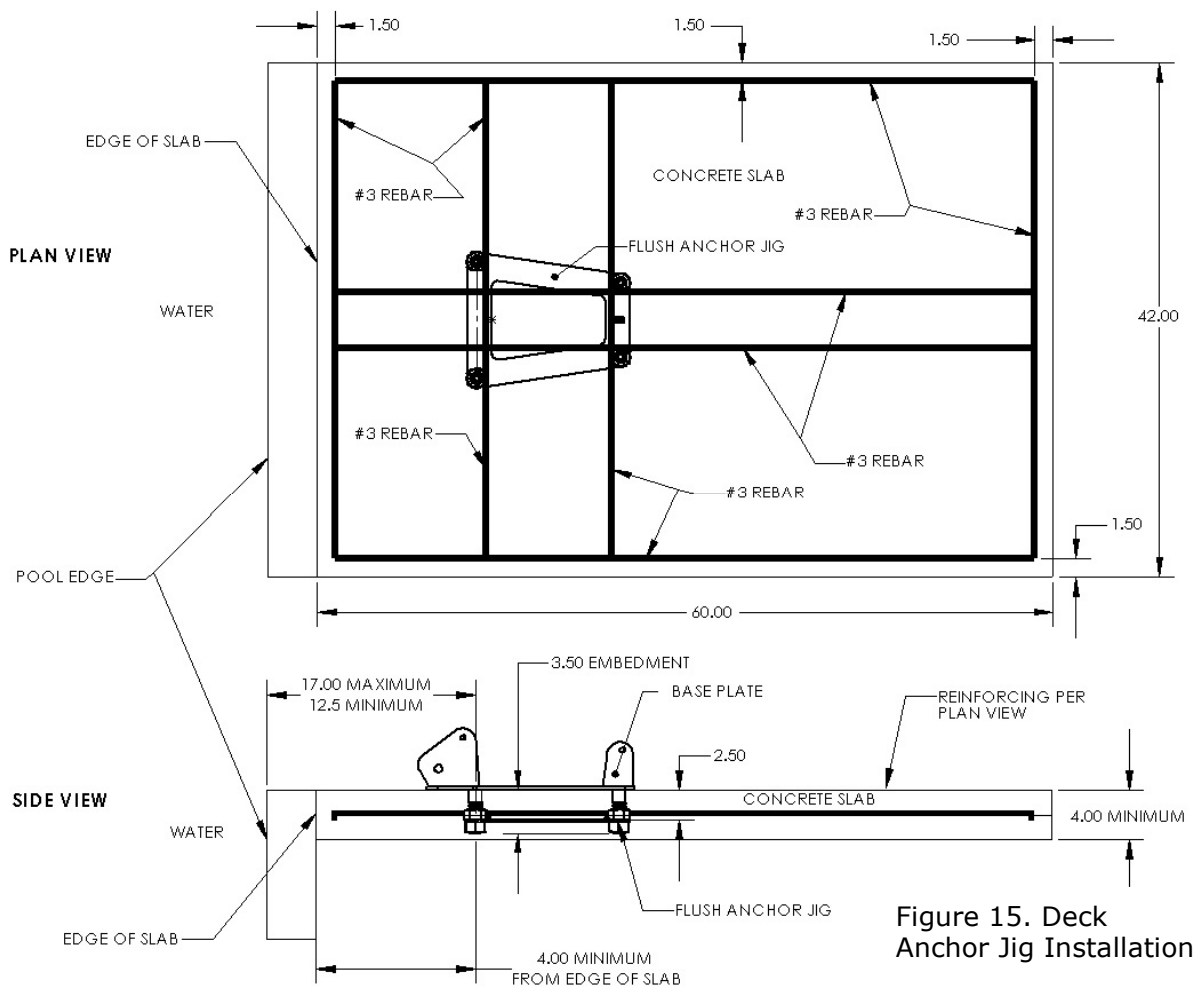 1.50
1.50
1.50
EDGE OF SLAB
#3 REBAR
CONCRETE SLAB
#3 REBAR
PLAN VIEW
FLUSH ANCHOR JIG
WATER
42.00
#3 REBAR
#3 REBAR
#3 REBAR
1.50
POOL EDGE
60.00
3.50 EMBEDMENT
17.00 MAXIMUM
12.5 MINIMUM
BASE PLATE
REINFORCING PER
PLAN VIEW
2.50
SIDE VIEW
CONCRETE SLAB
4.00 MINIMUM
WATER
FLUSH ANCHOR JIG
EDGE OF SLAB
4.00 MINIMUM
FROM EDGE OF SLAB
Figure 15. Deck
Anchor Jig Installation